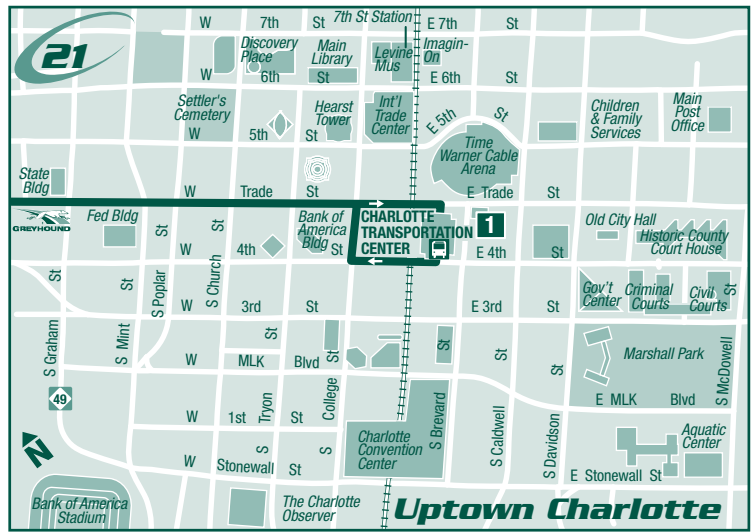 21
W 7th St
7th St Station
E 7th St
Discovery
Place
Main
Library
Levine
Mus
Imagin-
On
W 6th St
E 6th St
Settler's
Cemetery
Hearst
Tower
Int'l
Trade
Center
E 5th St
Children
& Family
Services
Main
Post
Office
W 5th St
Time
Warner Cable
Arena
State
Bldg
W Trade St
E Trade St
GREYHOUND
Fed Bldg
Bank of
America
Bldg
CHARLOTTE
TRANSPORTATION
CENTER
1
Old City Hall
Historic County
Court House
W 4th St
E 4th St
Gov't
Center
Criminal
Courts
Civil
Courts
W 3rd St
E 3rd St
S Graham St
S Mint St
S Poplar St
S Church St
S Tryon St
S College St
S Brevard St
S Caldwell St
S Davidson St
S McDowell St
W MLK Blvd
Marshall Park
49
E MLK Blvd
W 1st St
Charlotte
Convention
Center
Aquatic
Center
N
W Stonewall St
E Stonewall St
Bank of America
Stadium
The Charlotte
Observer
Uptown Charlotte